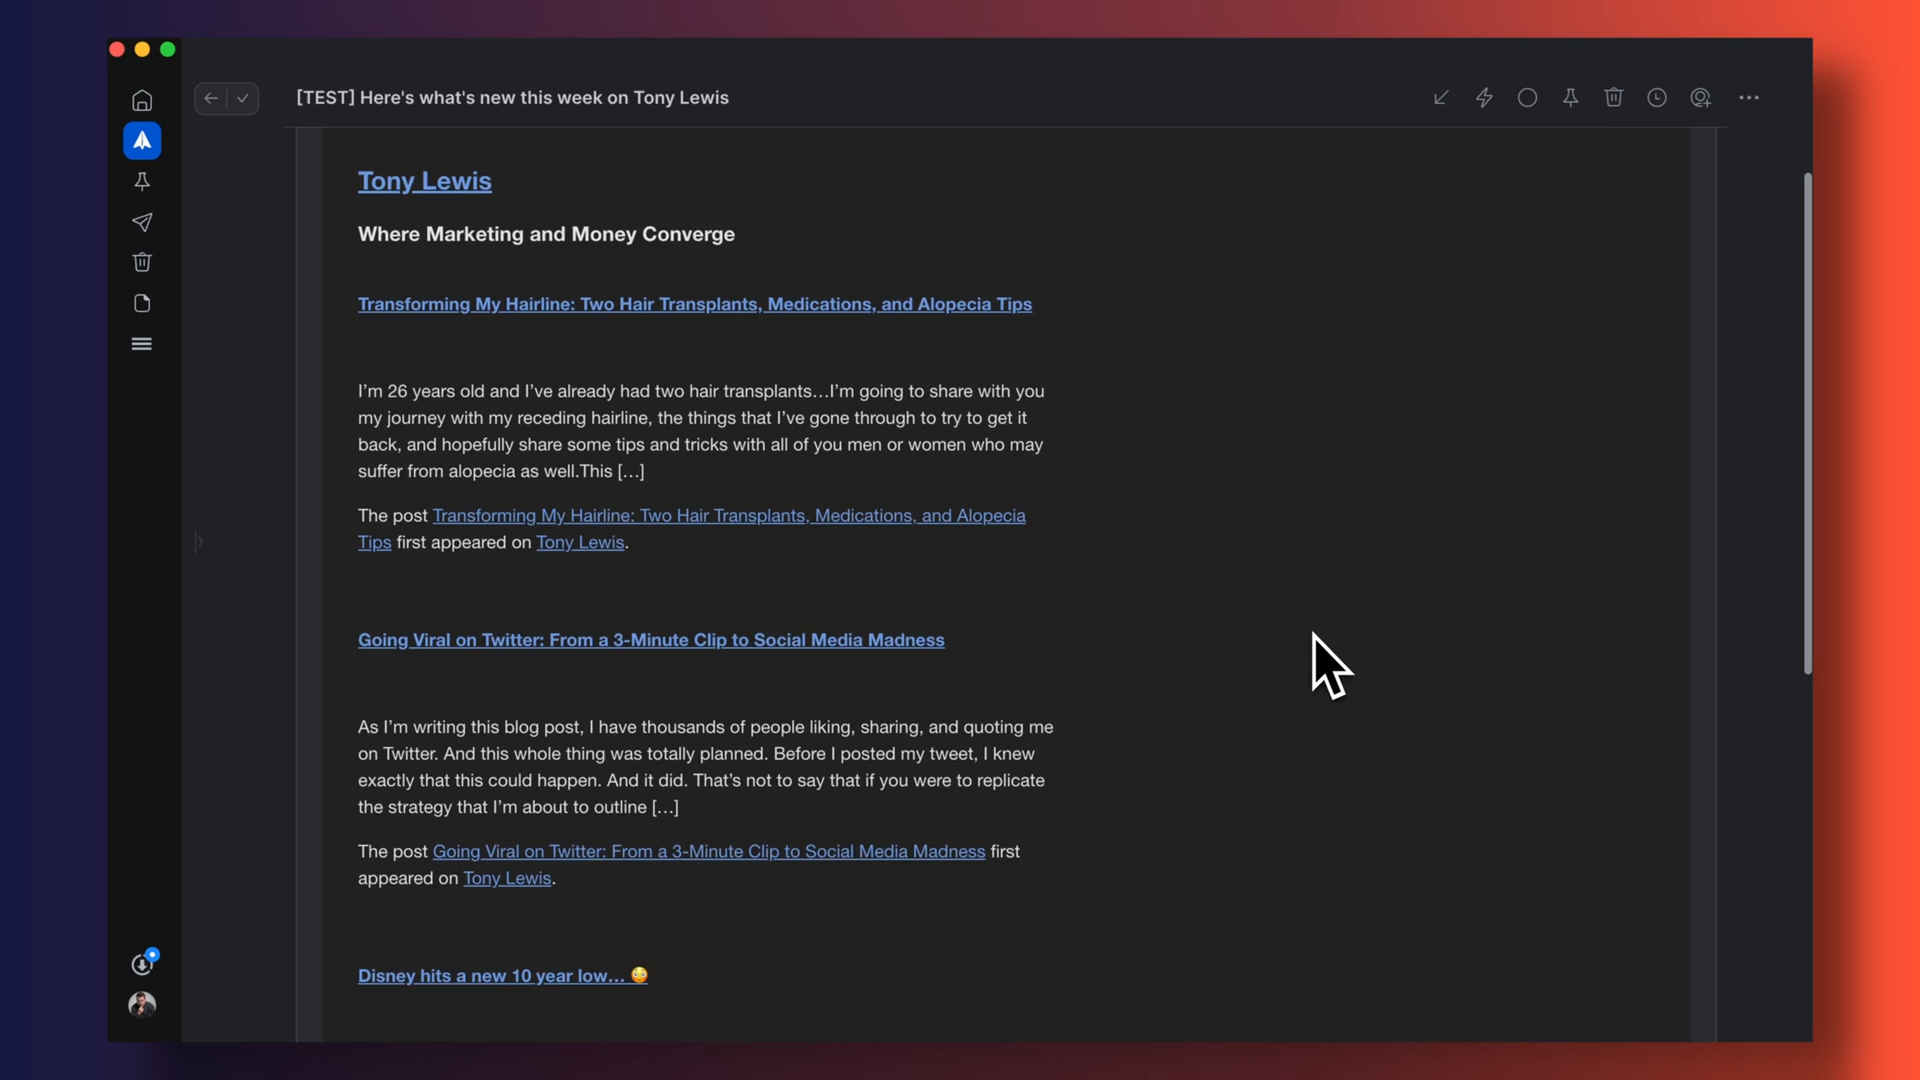 [TEST] Here's what's new this week on Tony Lewis
Tony Lewis
Where Marketing and Money Converge
Transforming My Hairline: Two Hair Transplants, Medications, and Alopecia Tips
I’m 26 years old and I’ve already had two hair transplants…I’m going to share with you
my journey with my receding hairline, the things that I’ve gone through to try to get it
back, and hopefully share some tips and tricks with all of you men or women who may
suffer from alopecia as well.This […]
The post Transforming My Hairline: Two Hair Transplants, Medications, and Alopecia
Tips first appeared on Tony Lewis.
Going Viral on Twitter: From a 3-Minute Clip to Social Media Madness
As I’m writing this blog post, I have thousands of people liking, sharing, and quoting me
on Twitter. And this whole thing was totally planned. Before I posted my tweet, I knew
exactly that this could happen. And it did. That’s not to say that if you were to replicate
the strategy that I’m about to outline […]
The post Going Viral on Twitter: From a 3-Minute Clip to Social Media Madness first
appeared on Tony Lewis.
Disney hits a new 10 year low… 😳